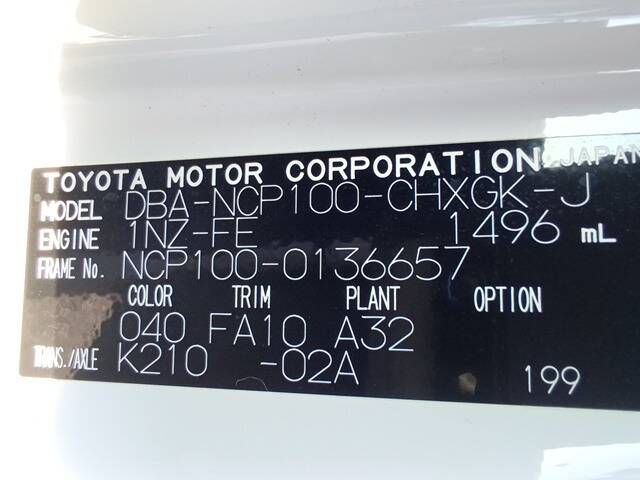 TOYOTA MOTOR CORPORATION JAPAN
MODEL DBA-NCP100-CHXGK-J
ENGINE 1NZ-FE 1496 mL
FRAME No. NCP100-0136657
COLOR TRIM PLANT OPTION
040 FA10 A32
TRANS./AXLE K210 -02A 199